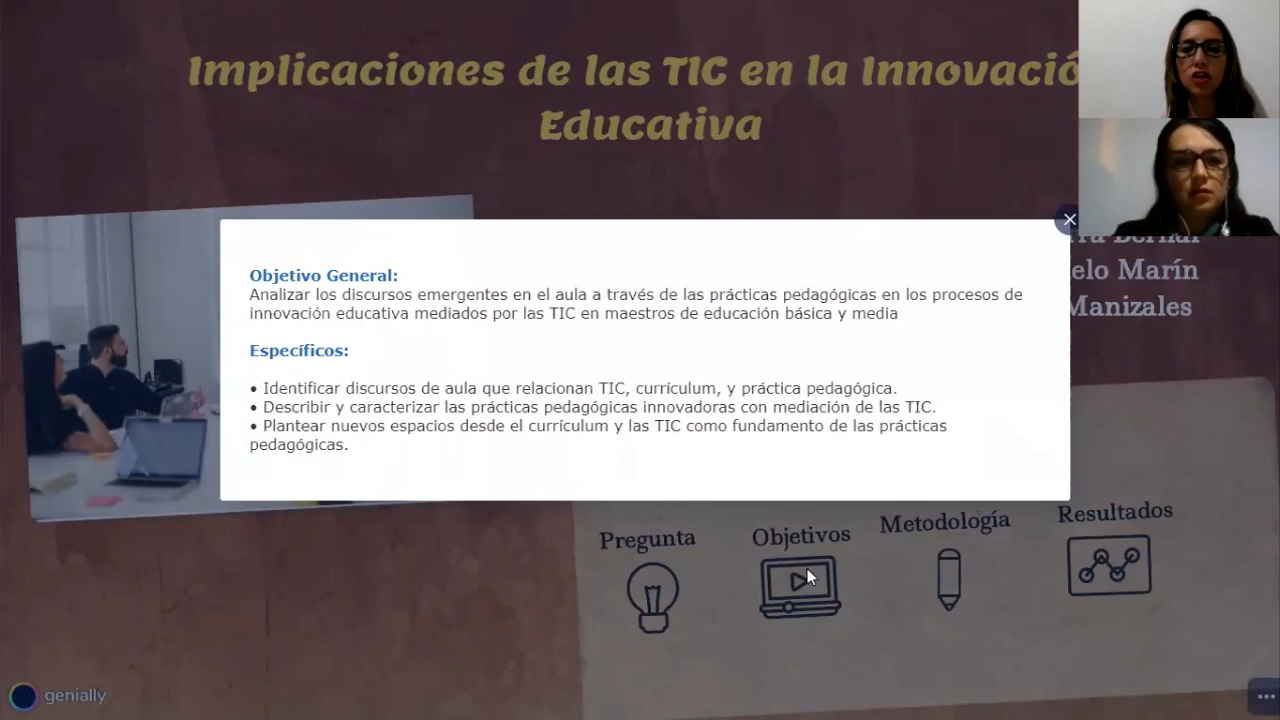 Implicaciones de las TIC en la Innovació
Educativa
elo Marín
Manizales
Objetivo General:
Analizar los discursos emergentes en el aula a través de las prácticas pedagógicas en los procesos de
innovación educativa mediados por las TIC en maestros de educación básica y media
Específicos:
• Identificar discursos de aula que relacionan TIC, currículum, y práctica pedagógica.
• Describir y caracterizar las prácticas pedagógicas innovadoras con mediación de las TIC.
• Plantear nuevos espacios desde el currículum y las TIC como fundamento de las prácticas
pedagógicas.
Pregunta
Objetivos
Metodología
Resultados
genially